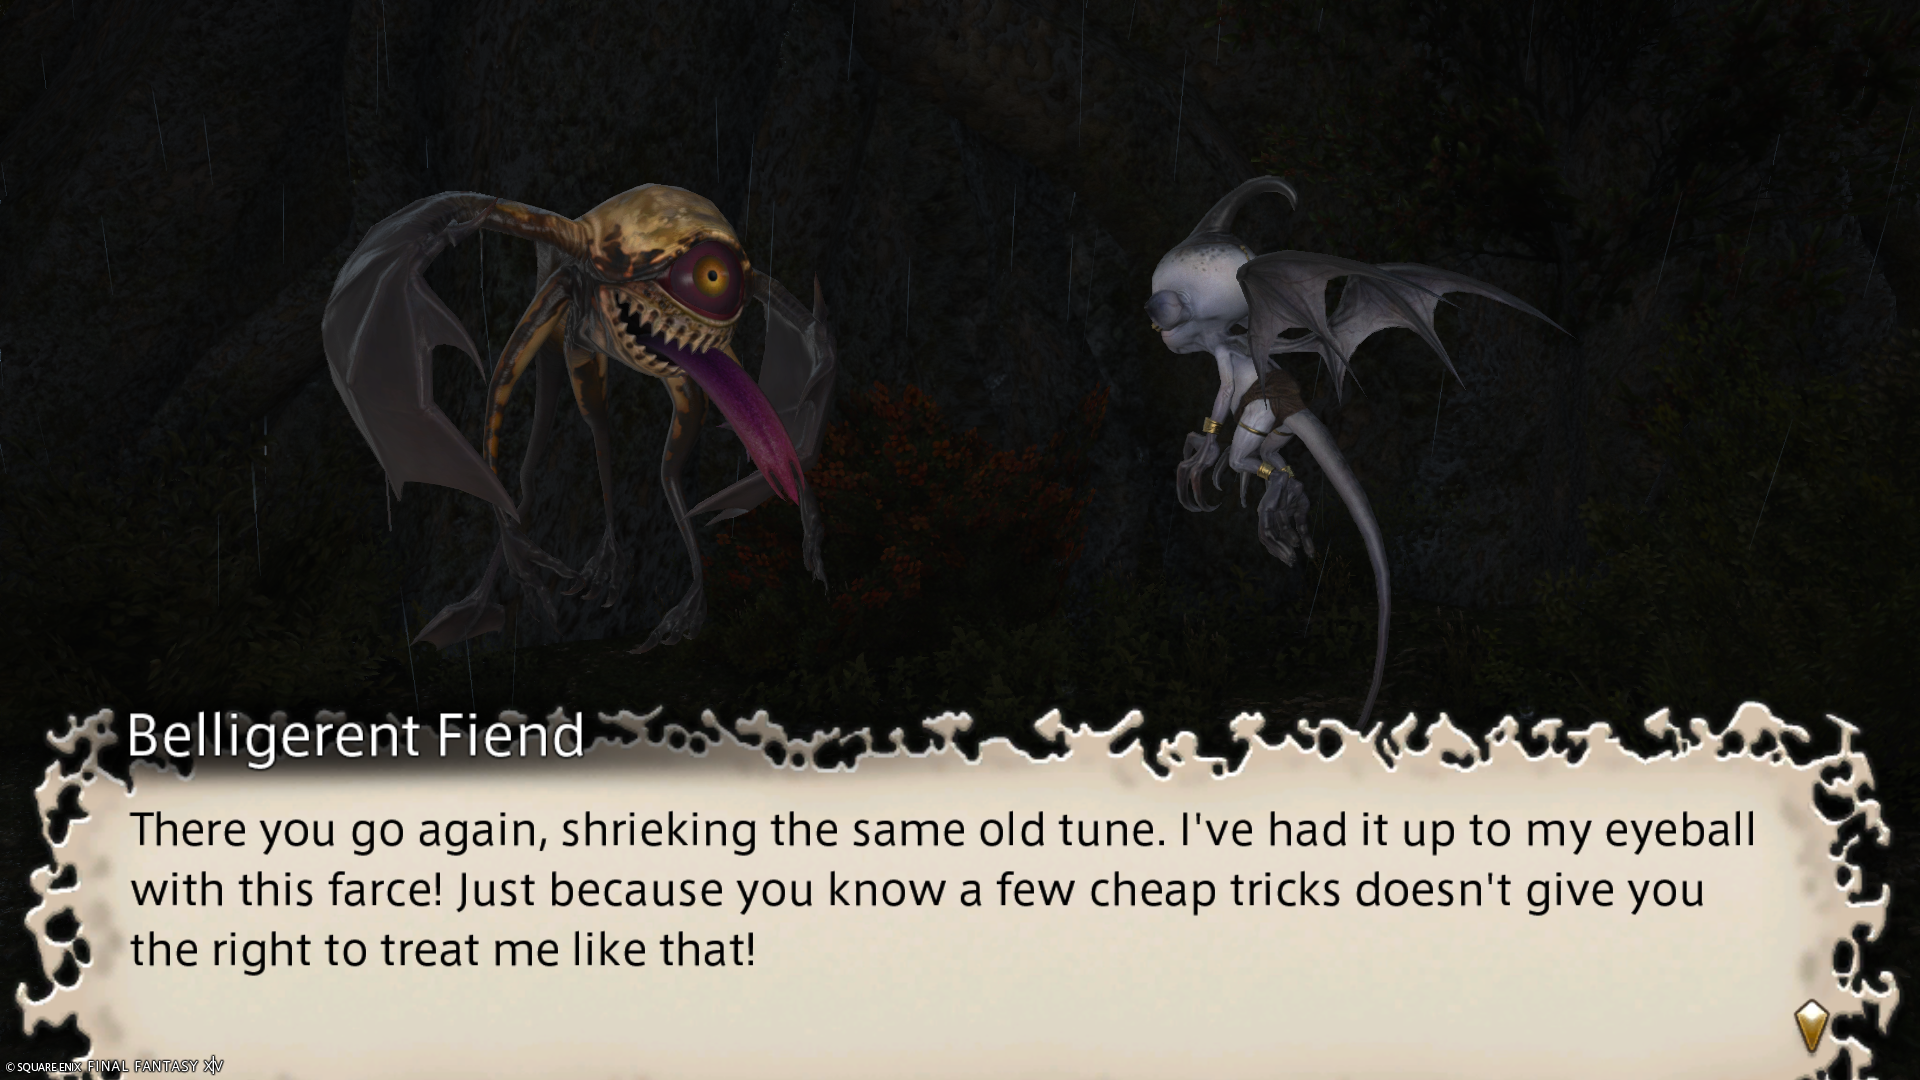 Belligerent Fiend
There you go again, shrieking the same old tune. I've had it up to my eyeball
with this farce! Just because you know a few cheap tricks doesn't give you
the right to treat me like that!
© SQUARE ENIX FINAL FANTASY XIV